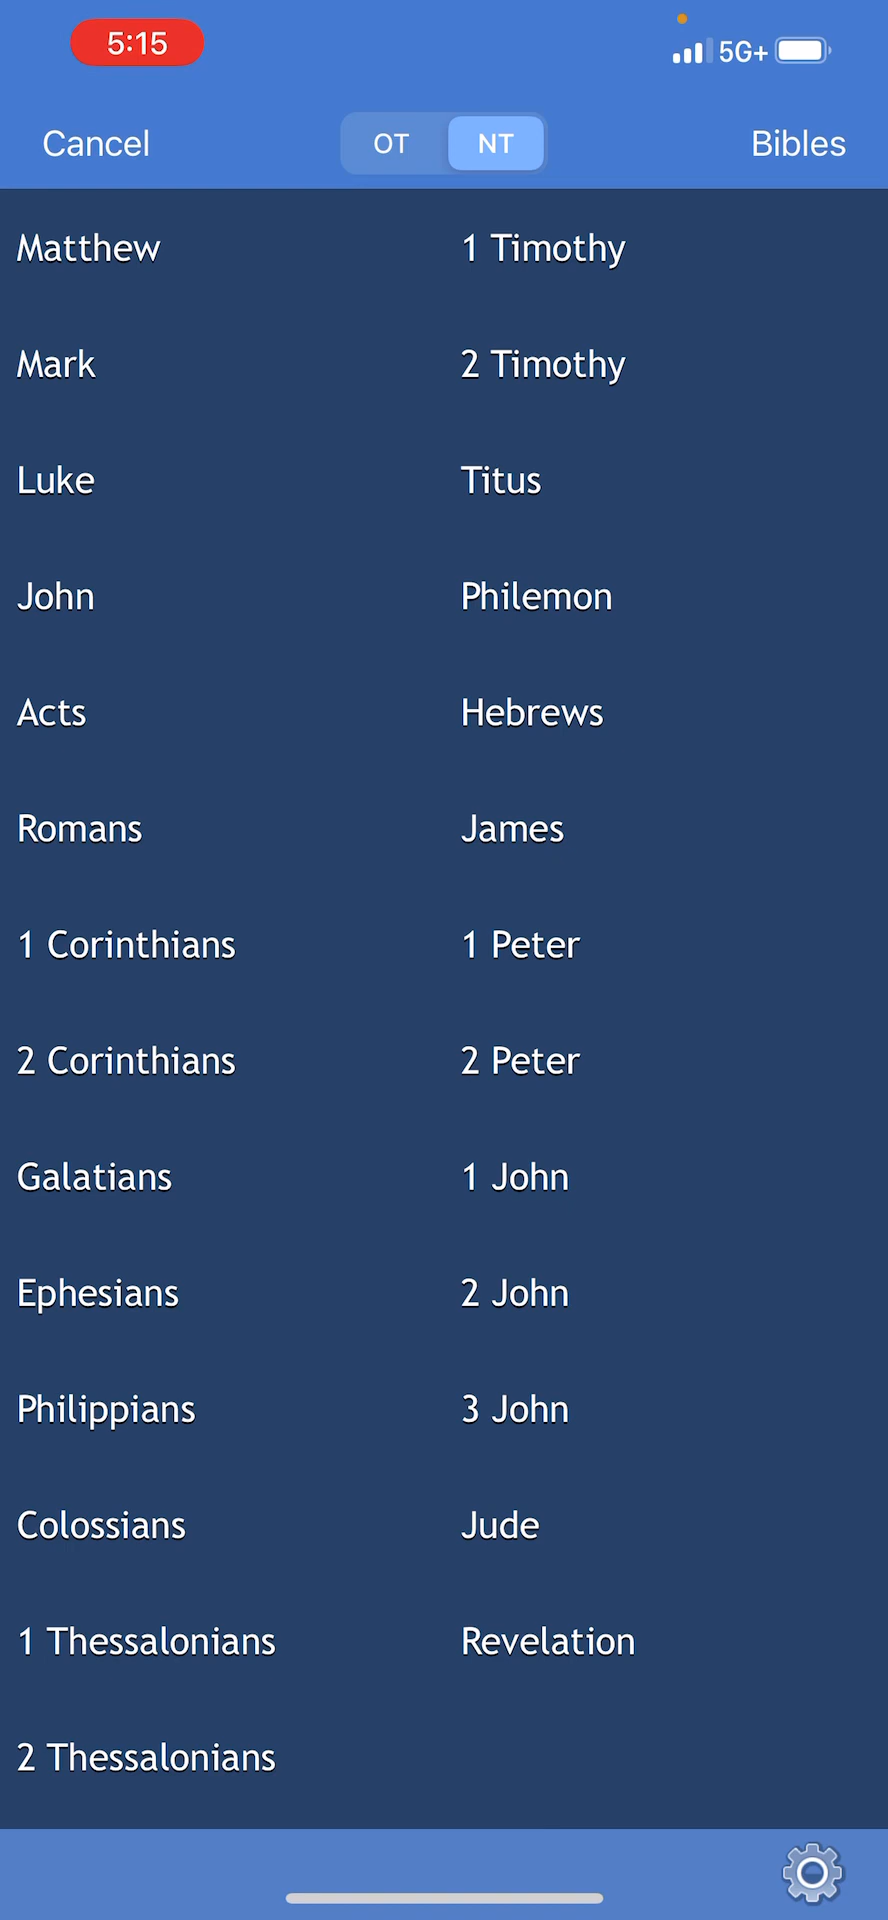 5:15
5G+
Cancel
OT
NT
Bibles
Matthew
Mark
Luke
John
Acts
Romans
1 Corinthians
2 Corinthians
Galatians
Ephesians
Philippians
Colossians
1 Thessalonians
2 Thessalonians
1 Timothy
2 Timothy
Titus
Philemon
Hebrews
James
1 Peter
2 Peter
1 John
2 John
3 John
Jude
Revelation